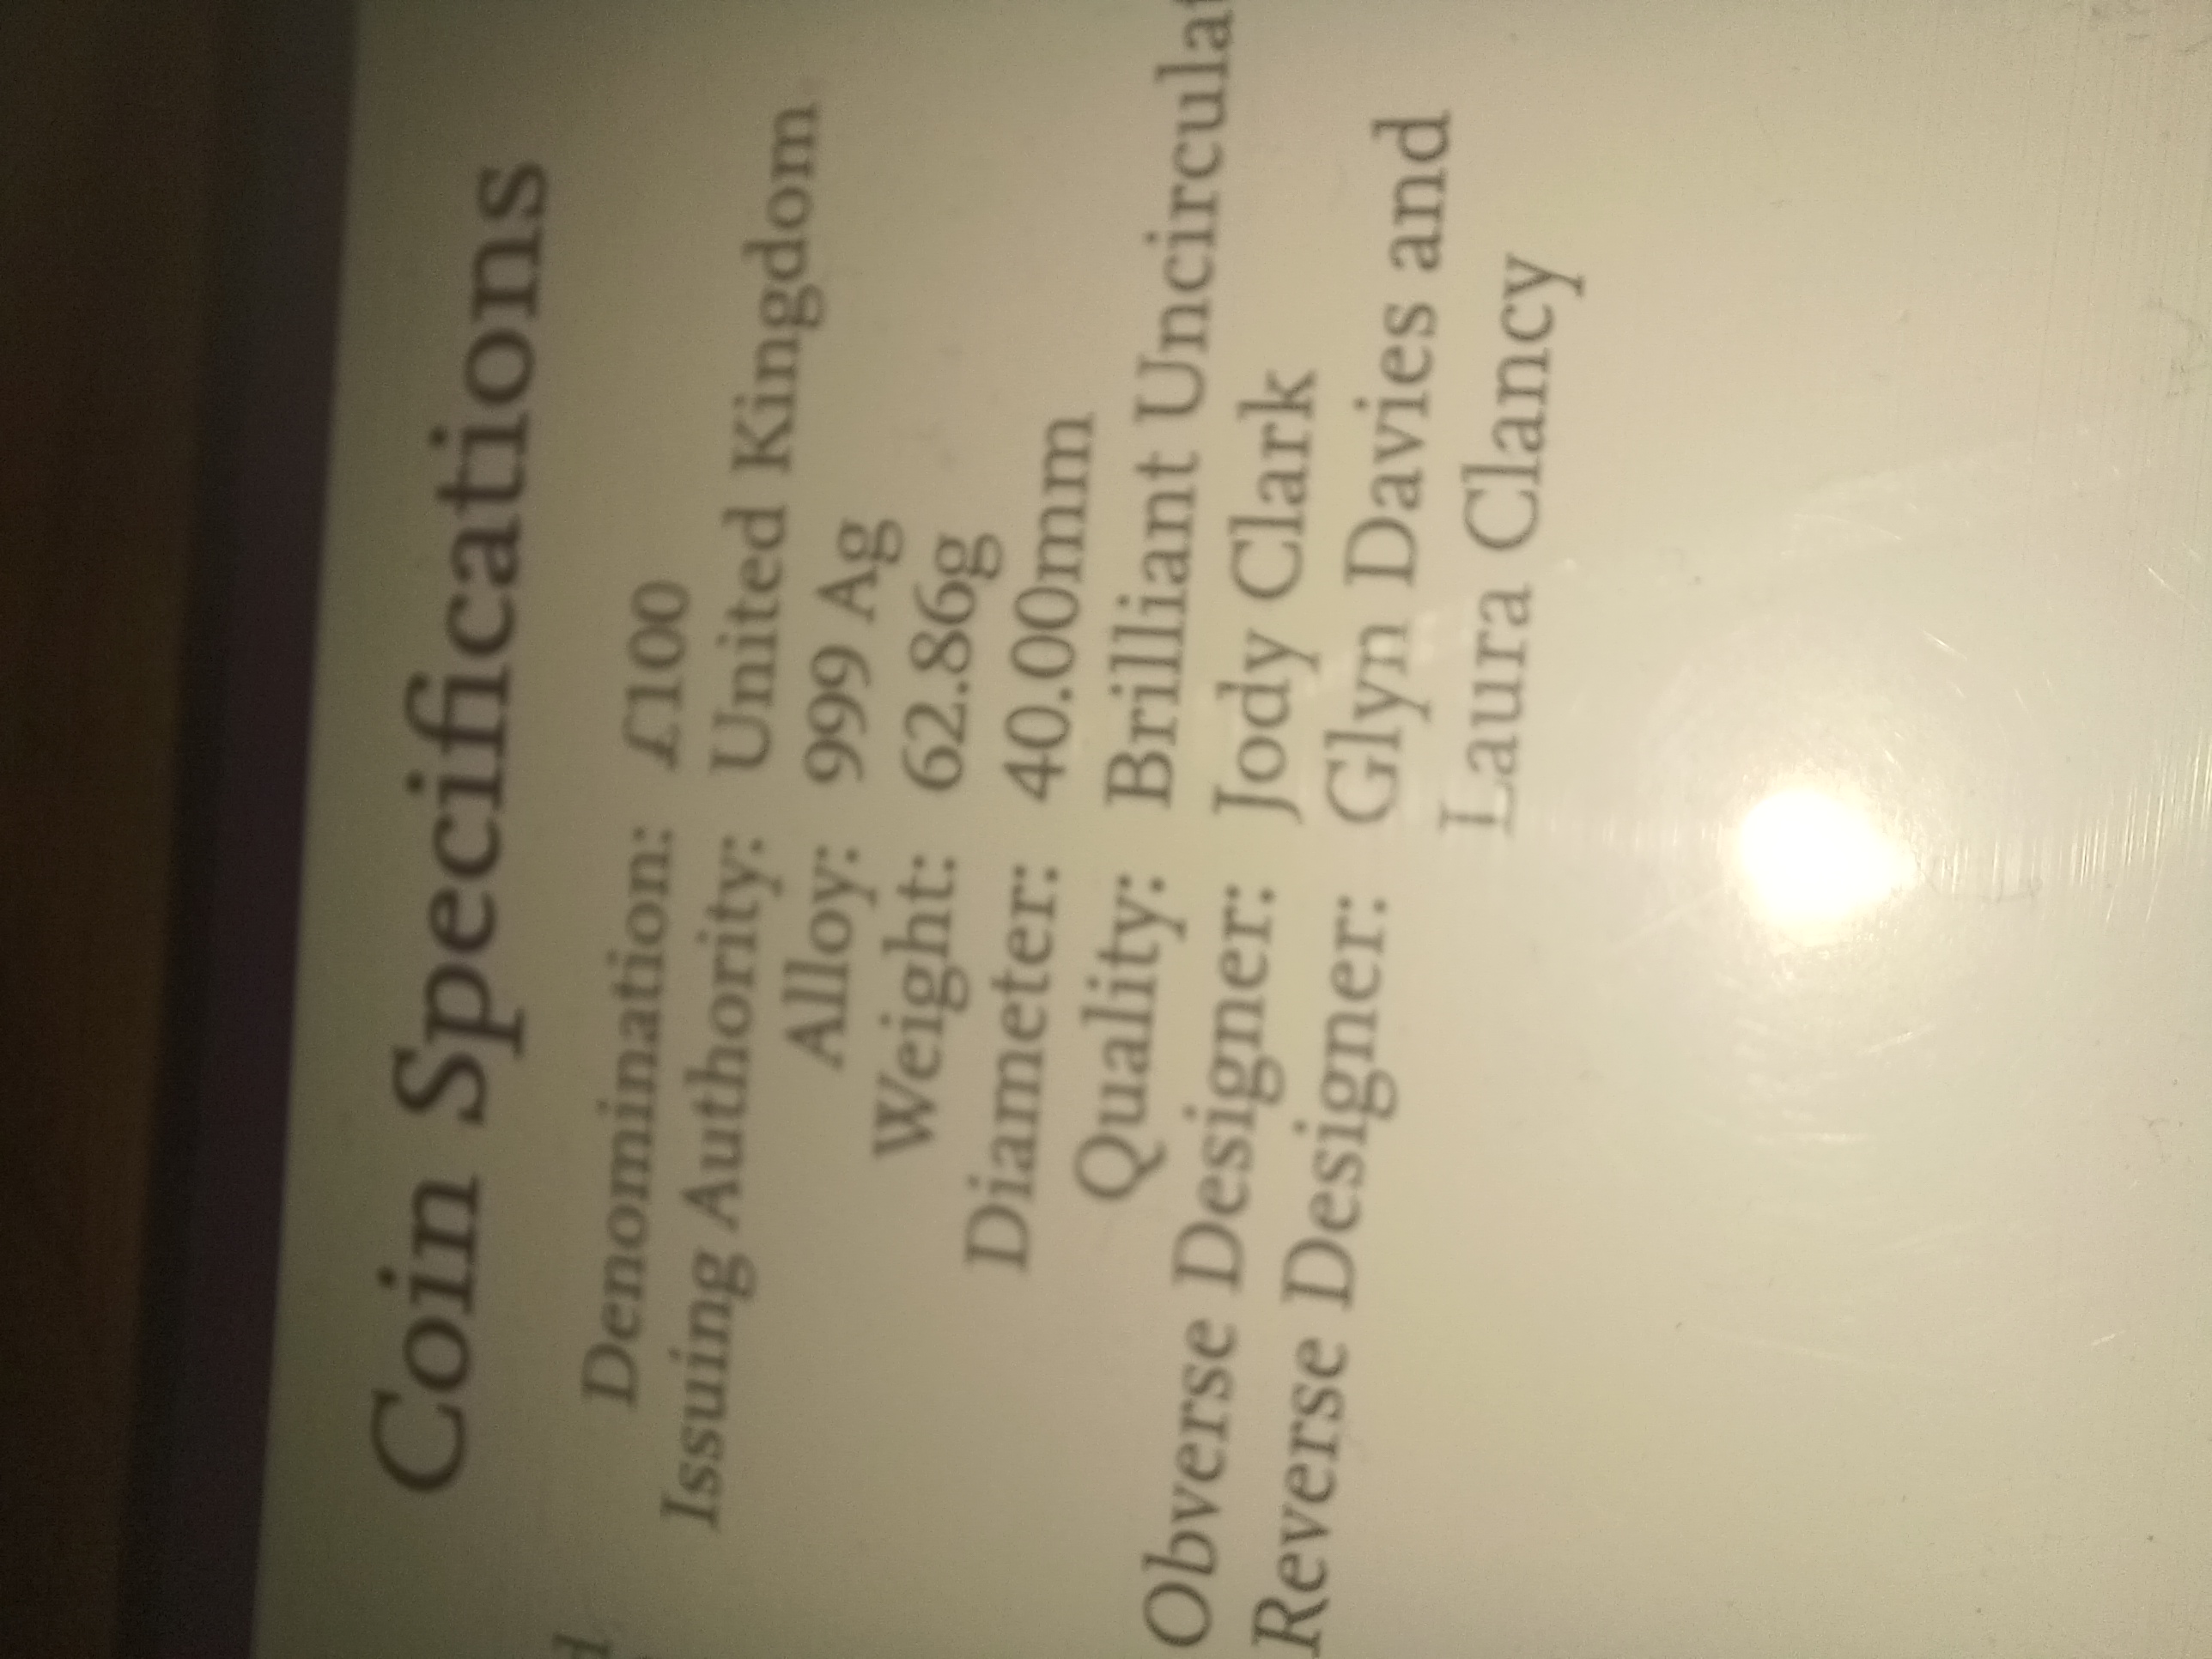 Coin Specifications
Denomination: £100
Issuing Authority: United Kingdom
Alloy: 999 Ag
Weight: 62.86g
Diameter: 40.00mm
Quality: Brilliant Uncirculat
Obverse Designer: Jody Clark
Reverse Designer: Glyn Davies and
Laura Clancy